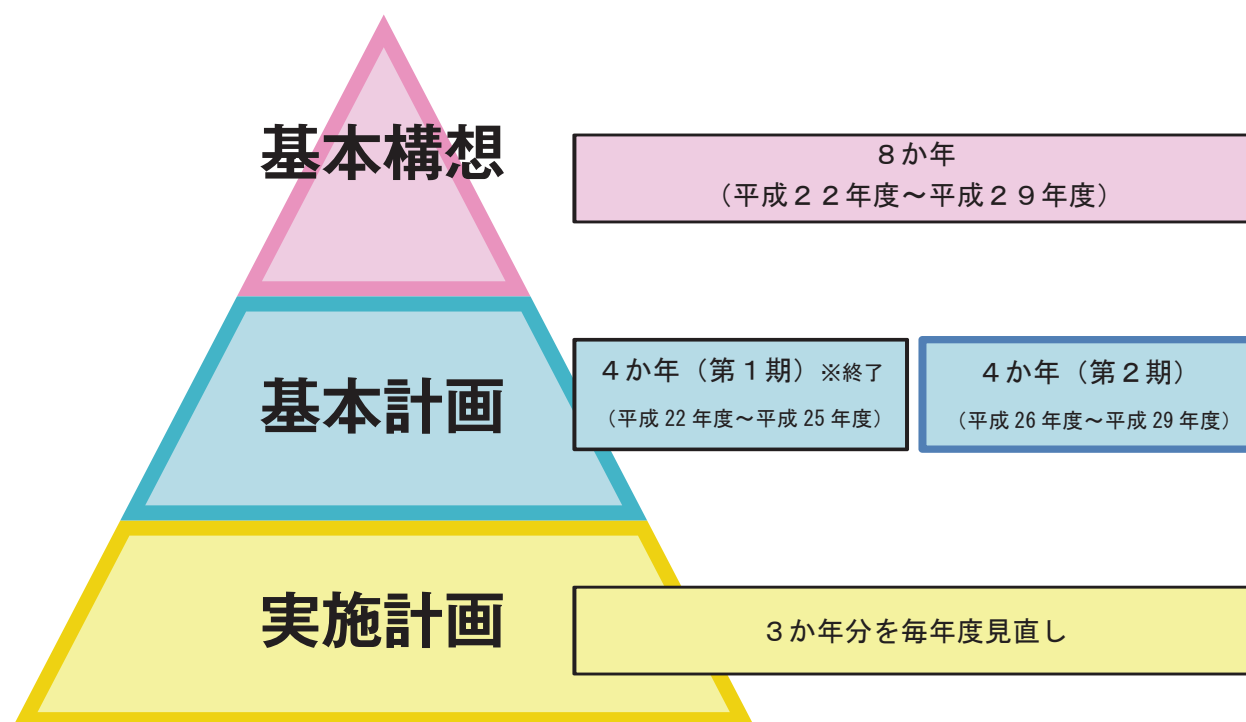 基本構想
８か年
（平成２２年度～平成２９年度）
基本計画
４か年（第１期）※終了
（平成 22 年度～平成 25 年度）
４か年（第２期）
（平成 26 年度～平成 29 年度）
実施計画
３か年分を毎年度見直し